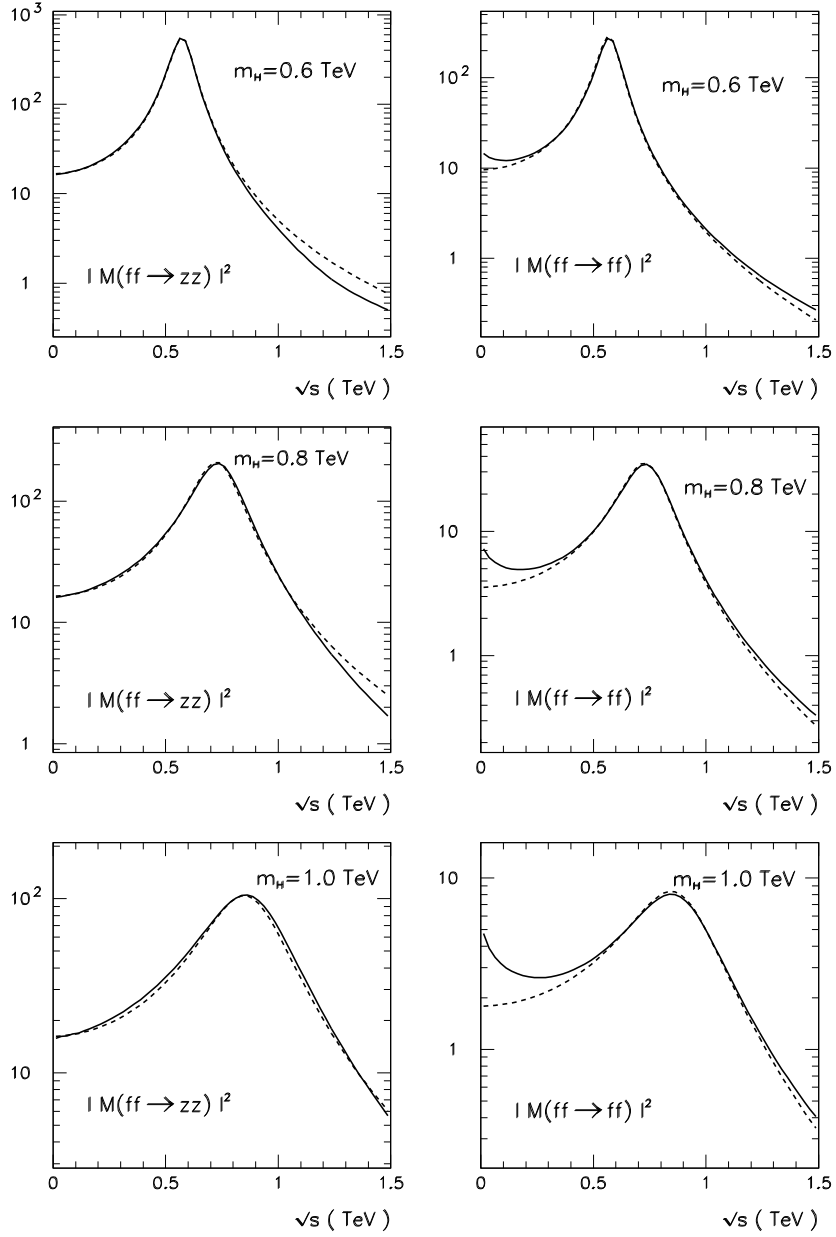 10³
10²
10
1
m_H=0.6 TeV
| M(ff → zz) |²
0 0.5 1 1.5
√s ( TeV )
10²
10
1
m_H=0.6 TeV
| M(ff → ff) |²
0 0.5 1 1.5
√s ( TeV )
10²
10
1
m_H=0.8 TeV
| M(ff → zz) |²
0 0.5 1 1.5
√s ( TeV )
10
1
m_H=0.8 TeV
| M(ff → ff) |²
0 0.5 1 1.5
√s ( TeV )
10²
10
m_H=1.0 TeV
| M(ff → zz) |²
0 0.5 1 1.5
√s ( TeV )
10
1
m_H=1.0 TeV
| M(ff → ff) |²
0 0.5 1 1.5
√s ( TeV )